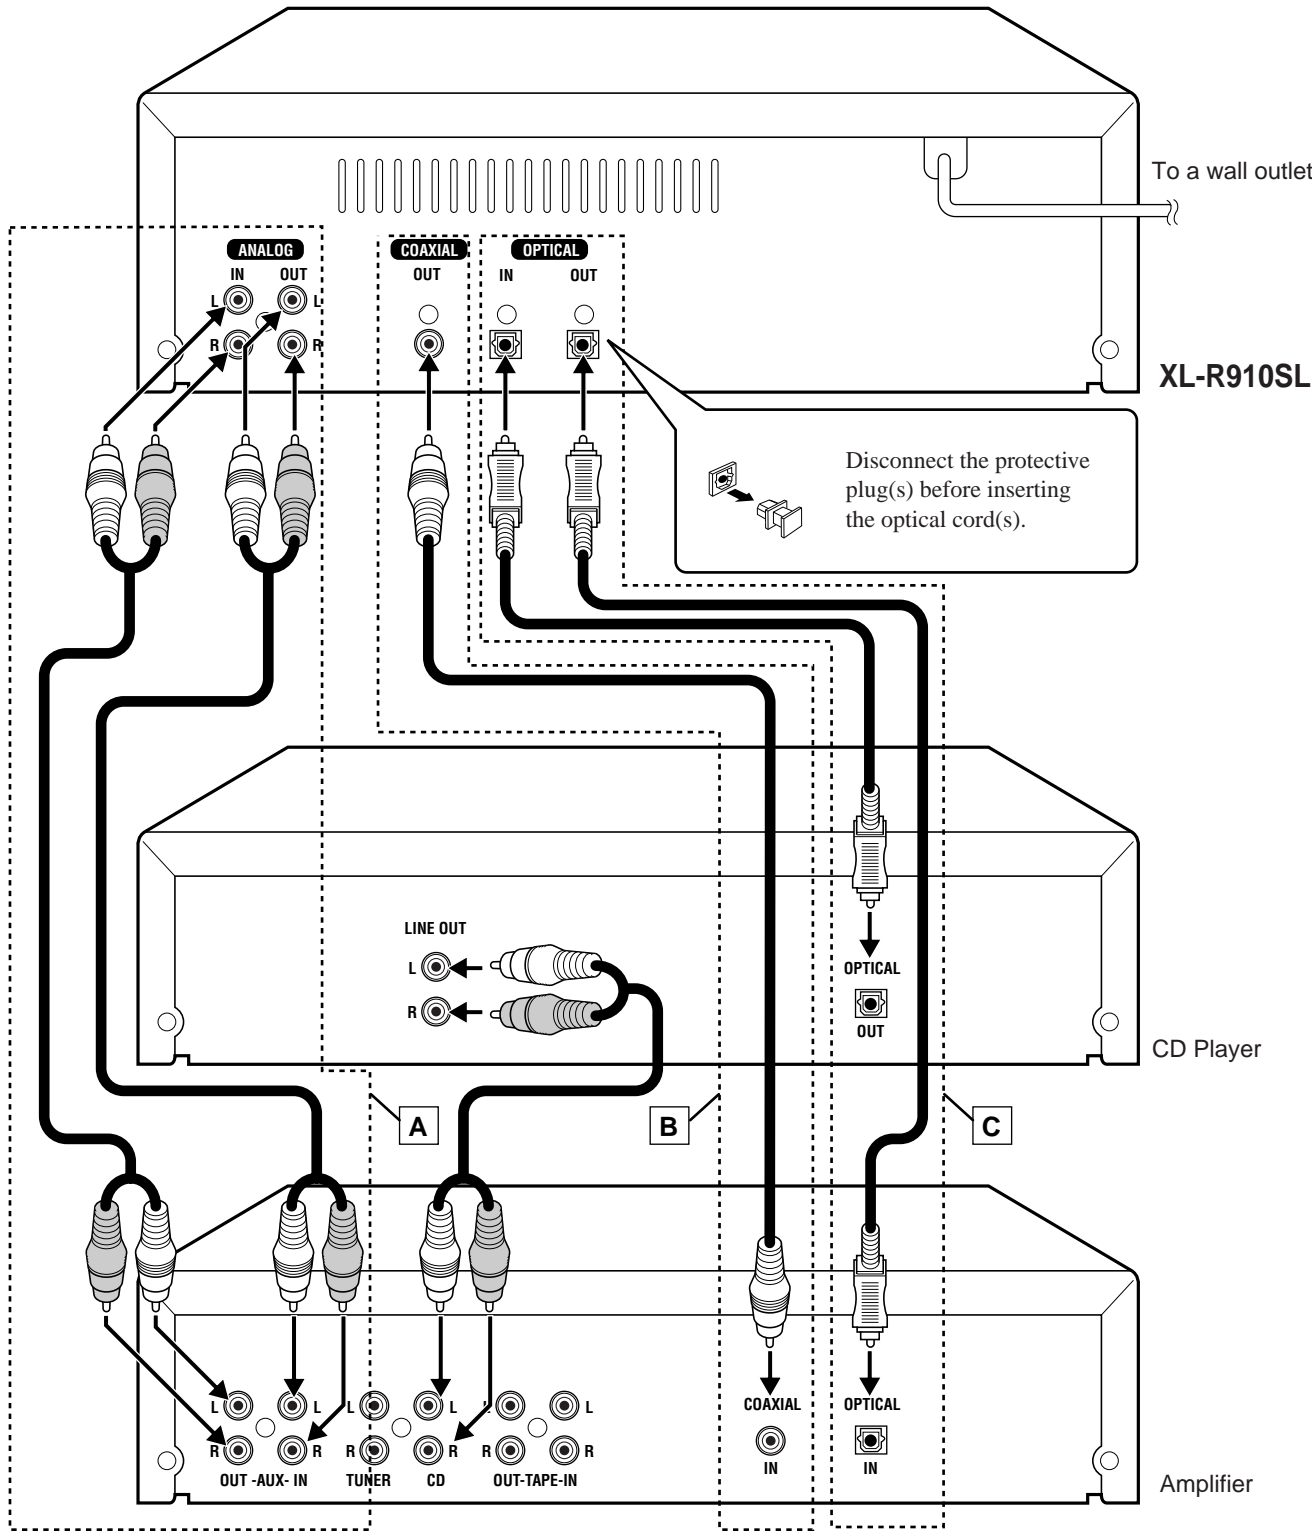 To a wall outlet
ANALOG COAXIAL OPTICAL
IN OUT OUT IN OUT
L L
R R
XL-R910SL
Disconnect the protective
plug(s) before inserting
the optical cord(s).
LINE OUT
L
R
OPTICAL
OUT
CD Player
A B C
COAXIAL OPTICAL
L L L L L L
R R R R R R
OUT -AUX- IN TUNER CD OUT-TAPE-IN IN IN
Amplifier